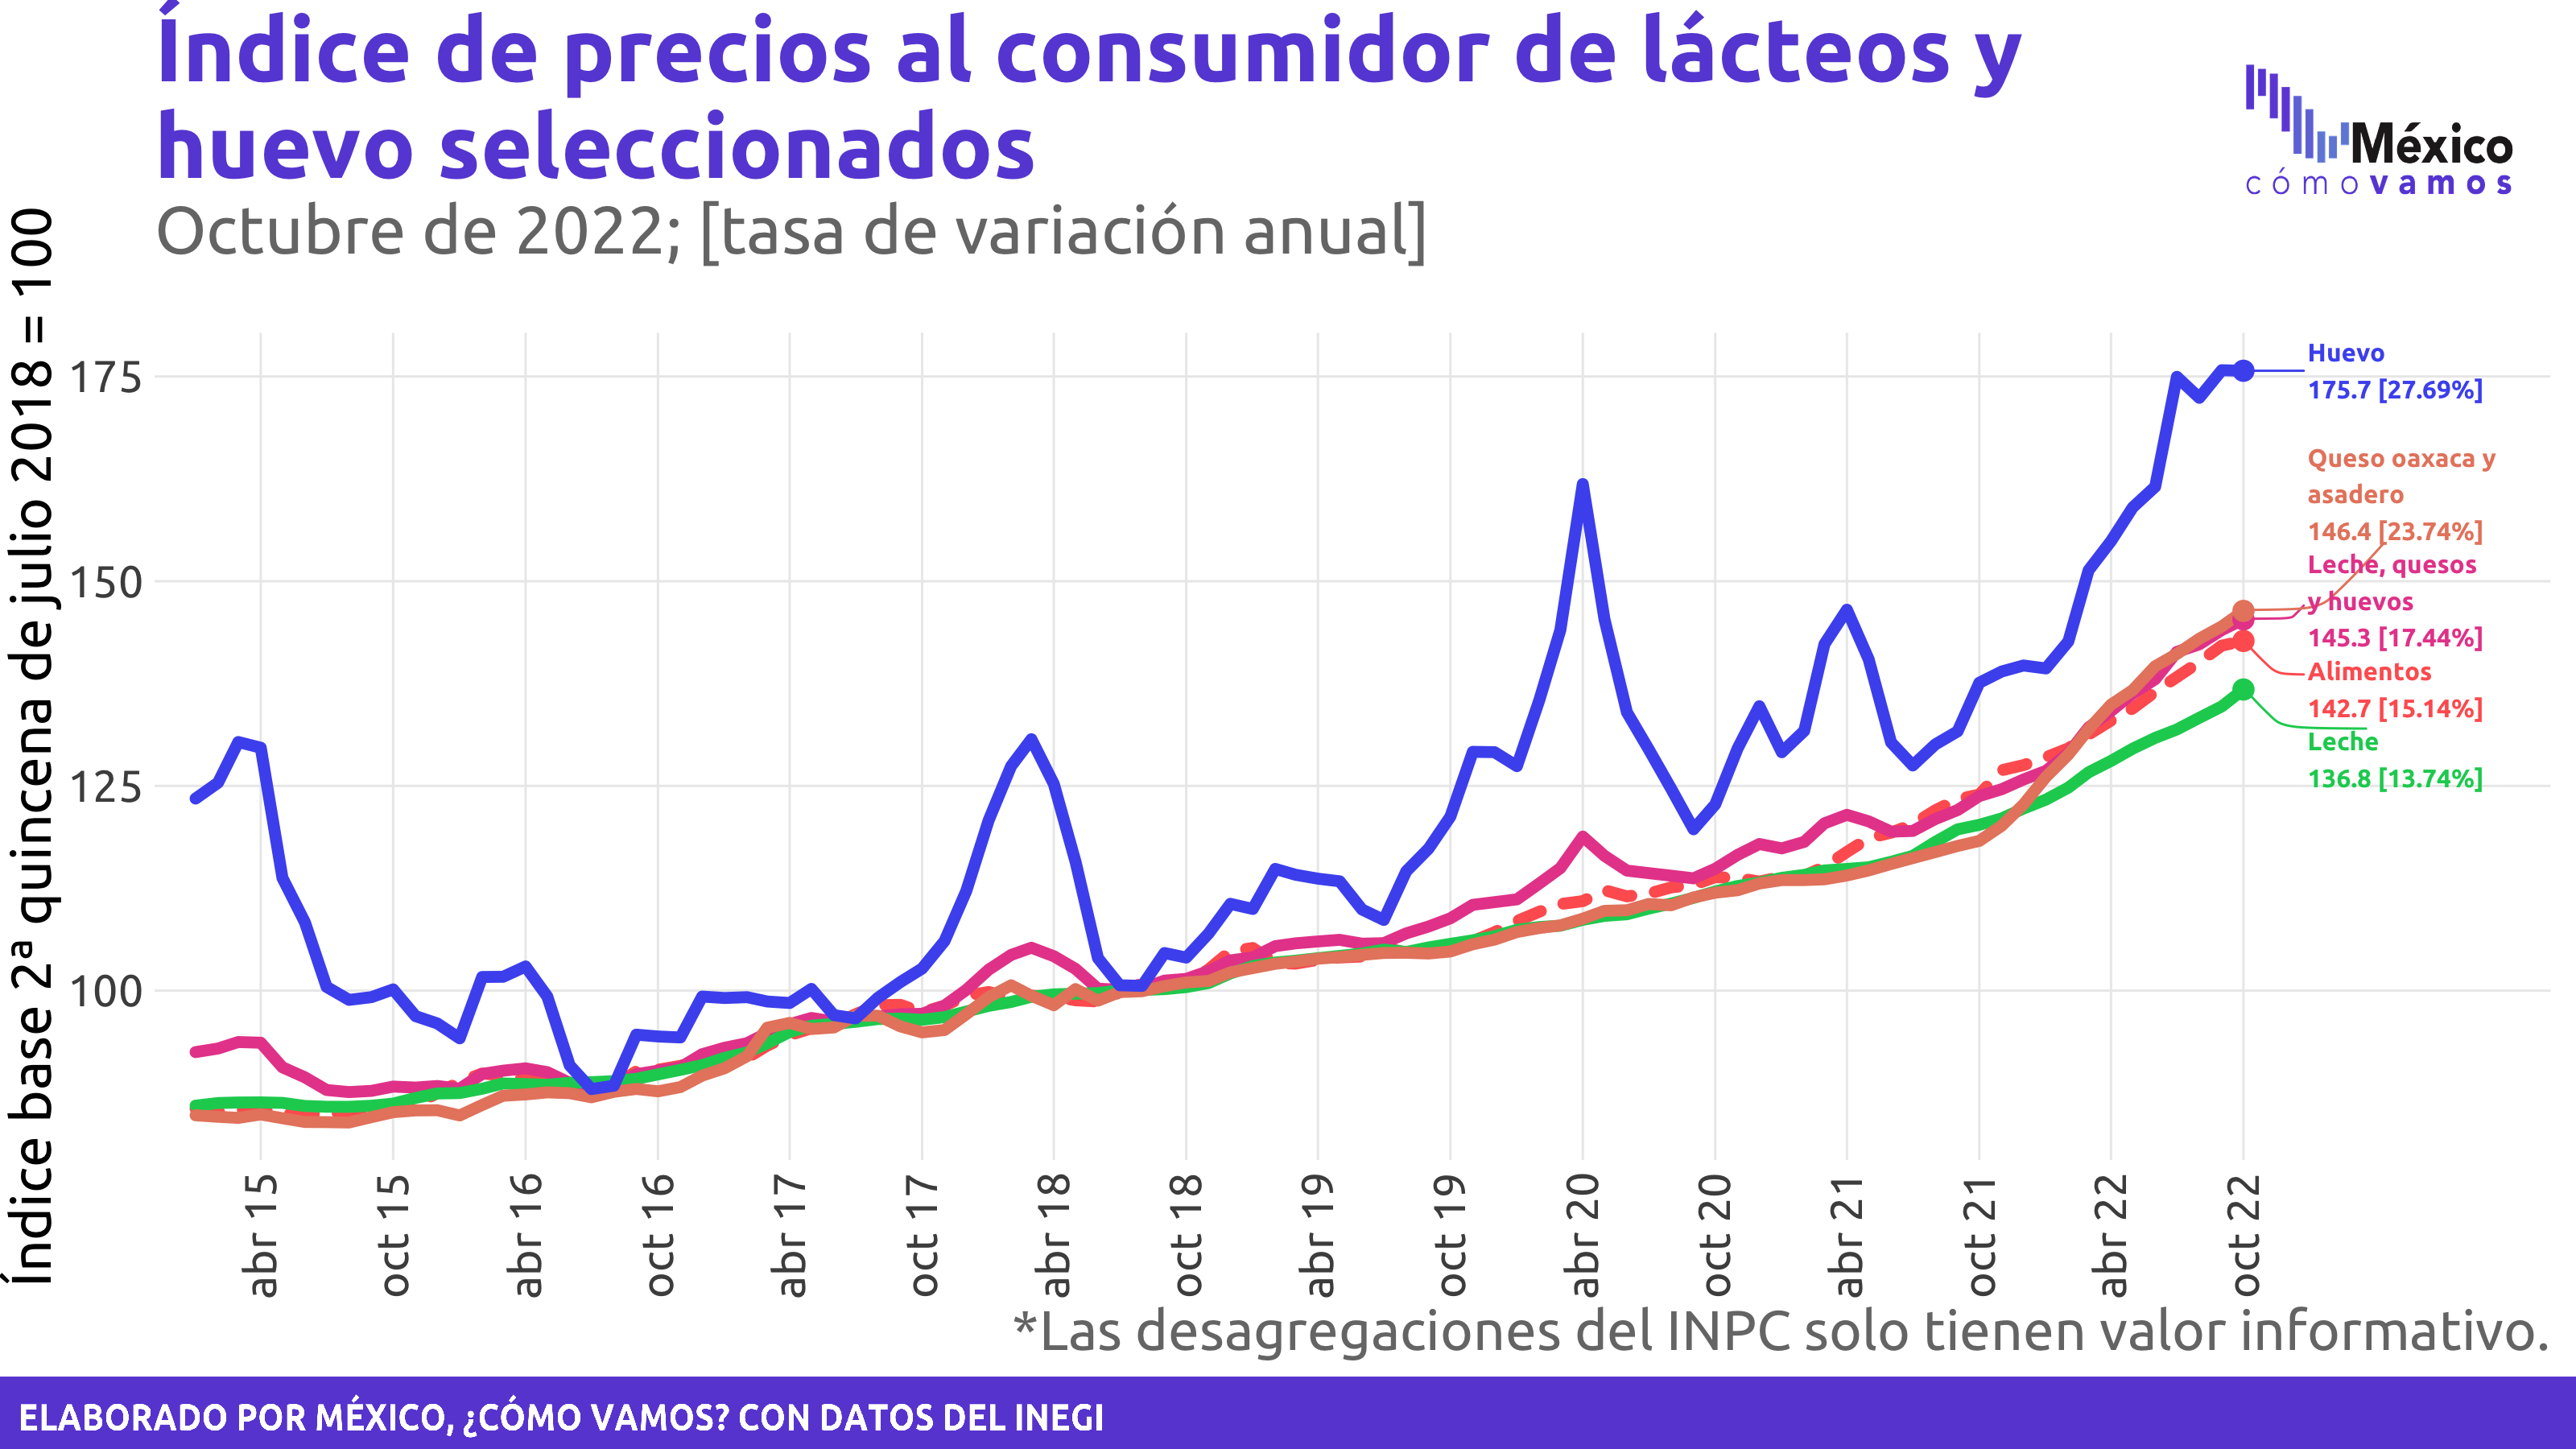 Índice de precios al consumidor de lácteos y
huevo seleccionados
Octubre de 2022; [tasa de variación anual]
México
cómo vamos
Índice base 2ª quincena de julio 2018 = 100
175
150
125
100
Huevo
175.7 [27.69%]
Queso oaxaca y
asadero
146.4 [23.74%]
Leche, quesos
y huevos
145.3 [17.44%]
Alimentos
142.7 [15.14%]
Leche
136.8 [13.74%]
abr 15
oct 15
abr 16
oct 16
abr 17
oct 17
abr 18
oct 18
abr 19
oct 19
abr 20
oct 20
abr 21
oct 21
abr 22
oct 22
*Las desagregaciones del INPC solo tienen valor informativo.
ELABORADO POR MÉXICO, ¿CÓMO VAMOS? CON DATOS DEL INEGI